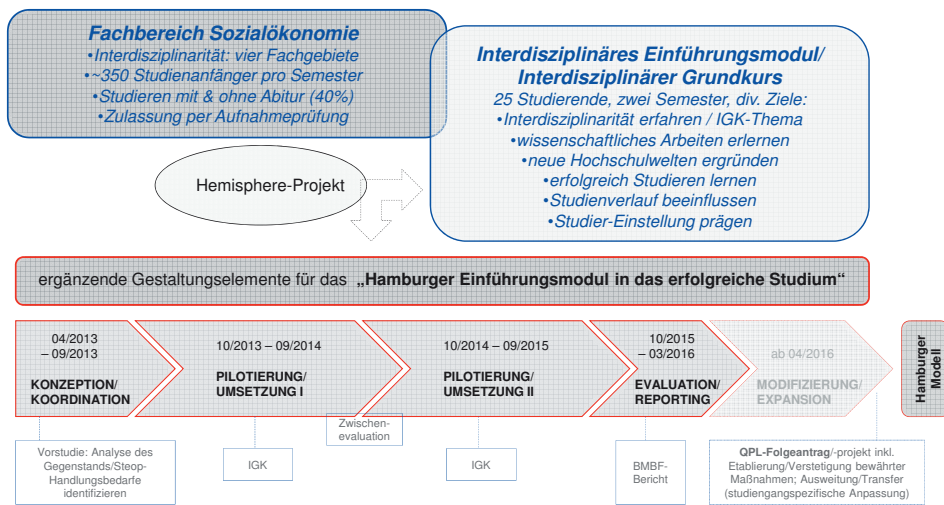 Fachbereich Sozialökonomie
•Interdisziplinarität: vier Fachgebiete
•~350 Studienanfänger pro Semester
•Studieren mit & ohne Abitur (40%)
•Zulassung per Aufnahmeprüfung
Interdisziplinäres Einführungsmodul/
Interdisziplinärer Grundkurs
25 Studierende, zwei Semester, div. Ziele:
•Interdisziplinarität erfahren / IGK-Thema
•wissenschaftliches Arbeiten erlernen
•neue Hochschulwelten ergründen
•erfolgreich Studieren lernen
•Studienverlauf beeinflussen
•Studier-Einstellung prägen
Hemisphere-Projekt
ergänzende Gestaltungselemente für das „Hamburger Einführungsmodul in das erfolgreiche Studium“
04/2013
– 09/2013
KONZEPTION/
KOORDINATION
10/2013 – 09/2014
PILOTIERUNG/
UMSETZUNG I
10/2014 – 09/2015
PILOTIERUNG/
UMSETZUNG II
10/2015
– 03/2016
EVALUATION/
REPORTING
ab 04/2016
MODIFIZIERUNG/
EXPANSION
Hamburger
Modell
Vorstudie: Analyse des
Gegenstands/Steop-
Handlungsbedarfe
identifizieren
IGK
Zwischen-
evaluation
IGK
BMBF-
Bericht
QPL-Folgeantrag/-projekt inkl.
Etablierung/Verstetigung bewährter
Maßnahmen; Ausweitung/Transfer
(studiengangspezifische Anpassung)